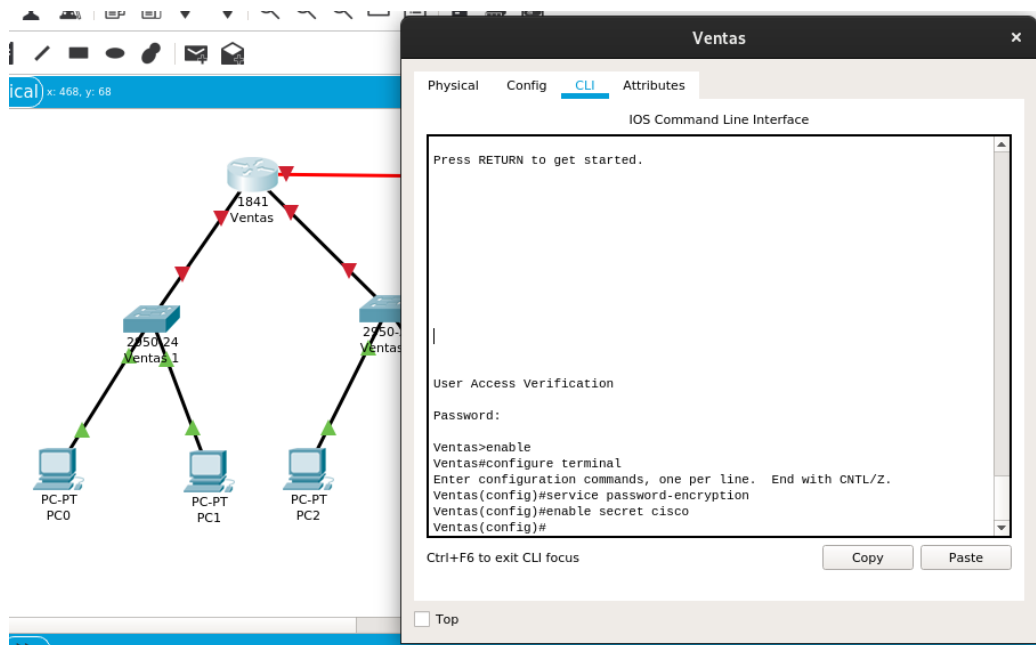 ical) x: 468, y: 68
1841
Ventas
2950-24
Ventas 1
2950-
Ventas
PC-PT
PC0
PC-PT
PC1
PC-PT
PC2
Ventas
Physical Config CLI Attributes
IOS Command Line Interface
Press RETURN to get started.
User Access Verification
Password:
Ventas>enable
Ventas#configure terminal
Enter configuration commands, one per line. End with CNTL/Z.
Ventas(config)#service password-encryption
Ventas(config)#enable secret cisco
Ventas(config)#
Ctrl+F6 to exit CLI focus
Copy
Paste
Top